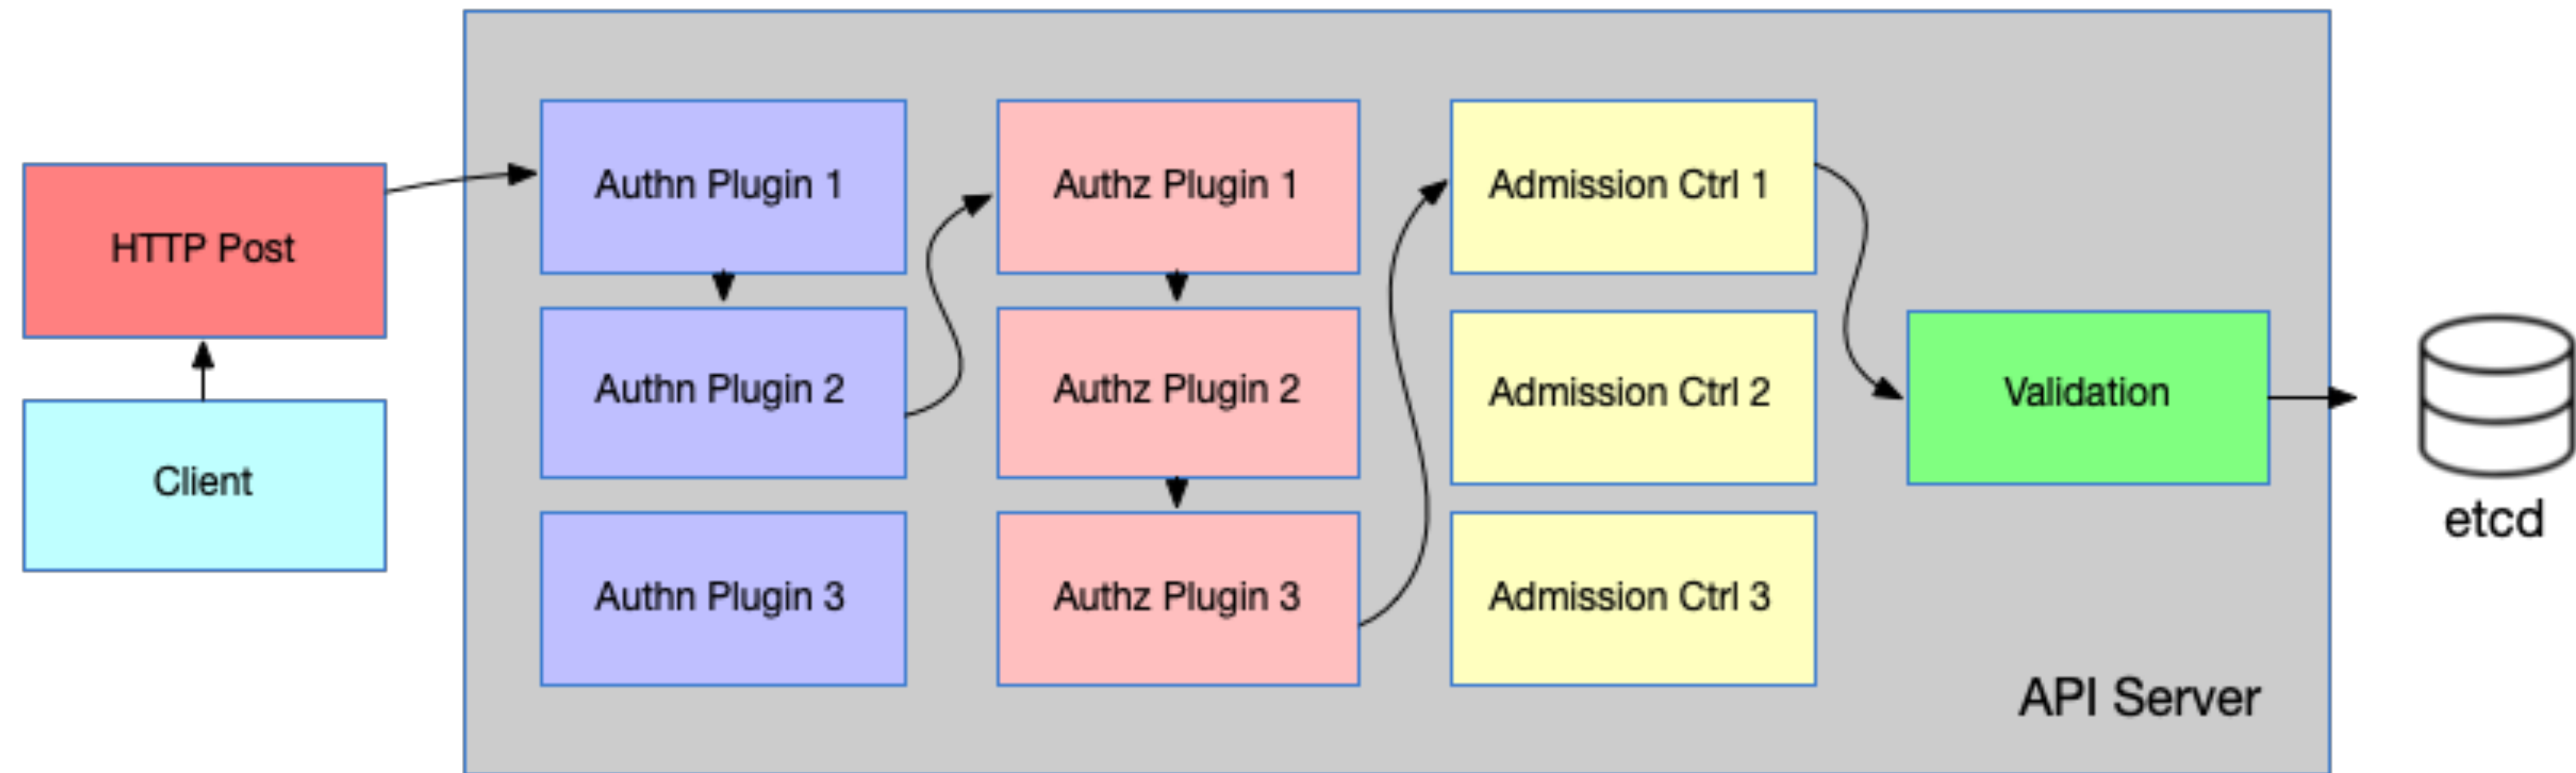 HTTP Post
Client
Authn Plugin 1
Authn Plugin 2
Authn Plugin 3
Authz Plugin 1
Authz Plugin 2
Authz Plugin 3
Admission Ctrl 1
Admission Ctrl 2
Admission Ctrl 3
Validation
API Server
etcd